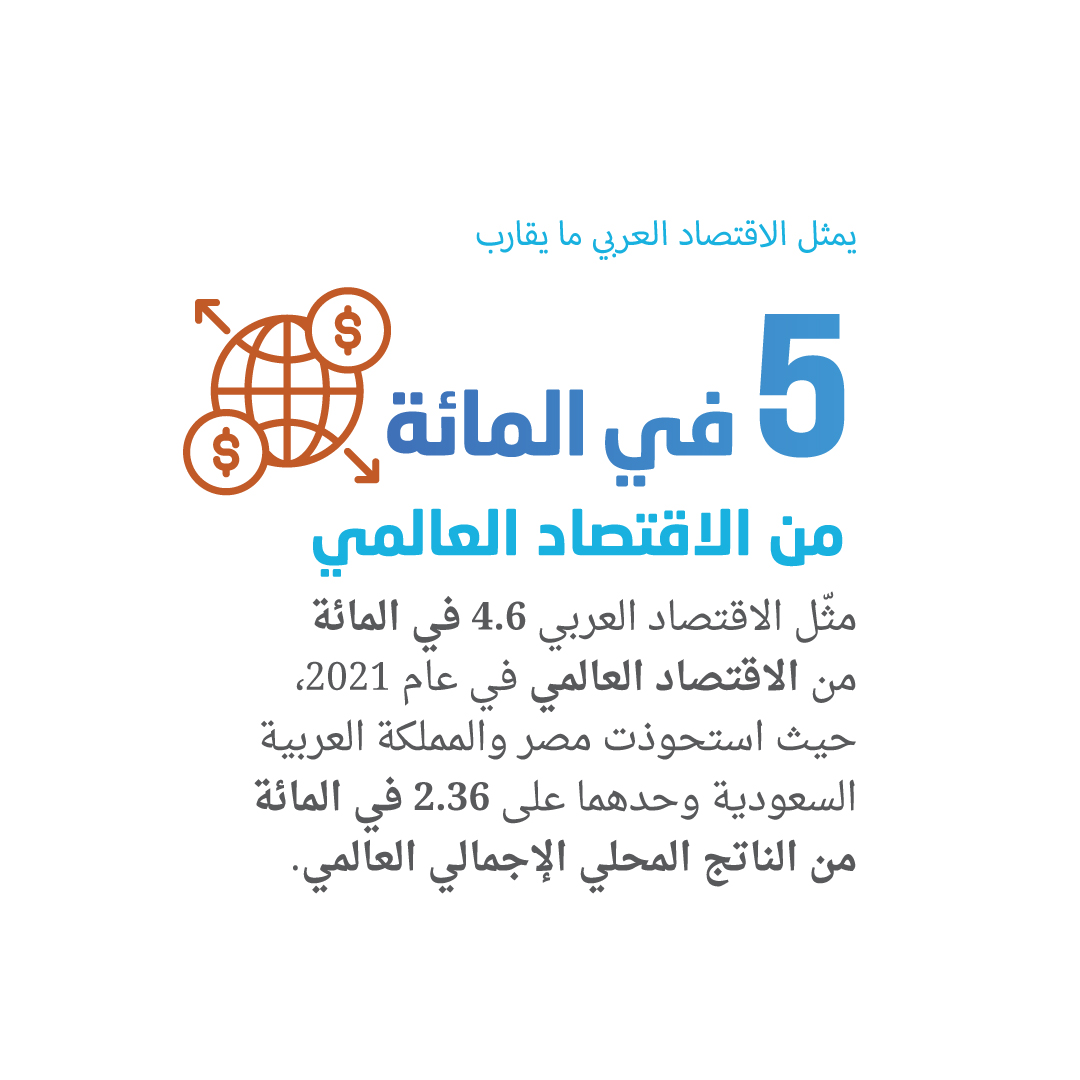 يمثل الاقتصاد العربي ما يقارب
5 في المائة
من الاقتصاد العالمي
مثّل الاقتصاد العربي 4.6 في المائة
من الاقتصاد العالمي في عام 2021،
حيث استحوذت مصر والمملكة العربية
السعودية وحدهما على 2.36 في المائة
من الناتج المحلي الإجمالي العالمي.
$
$